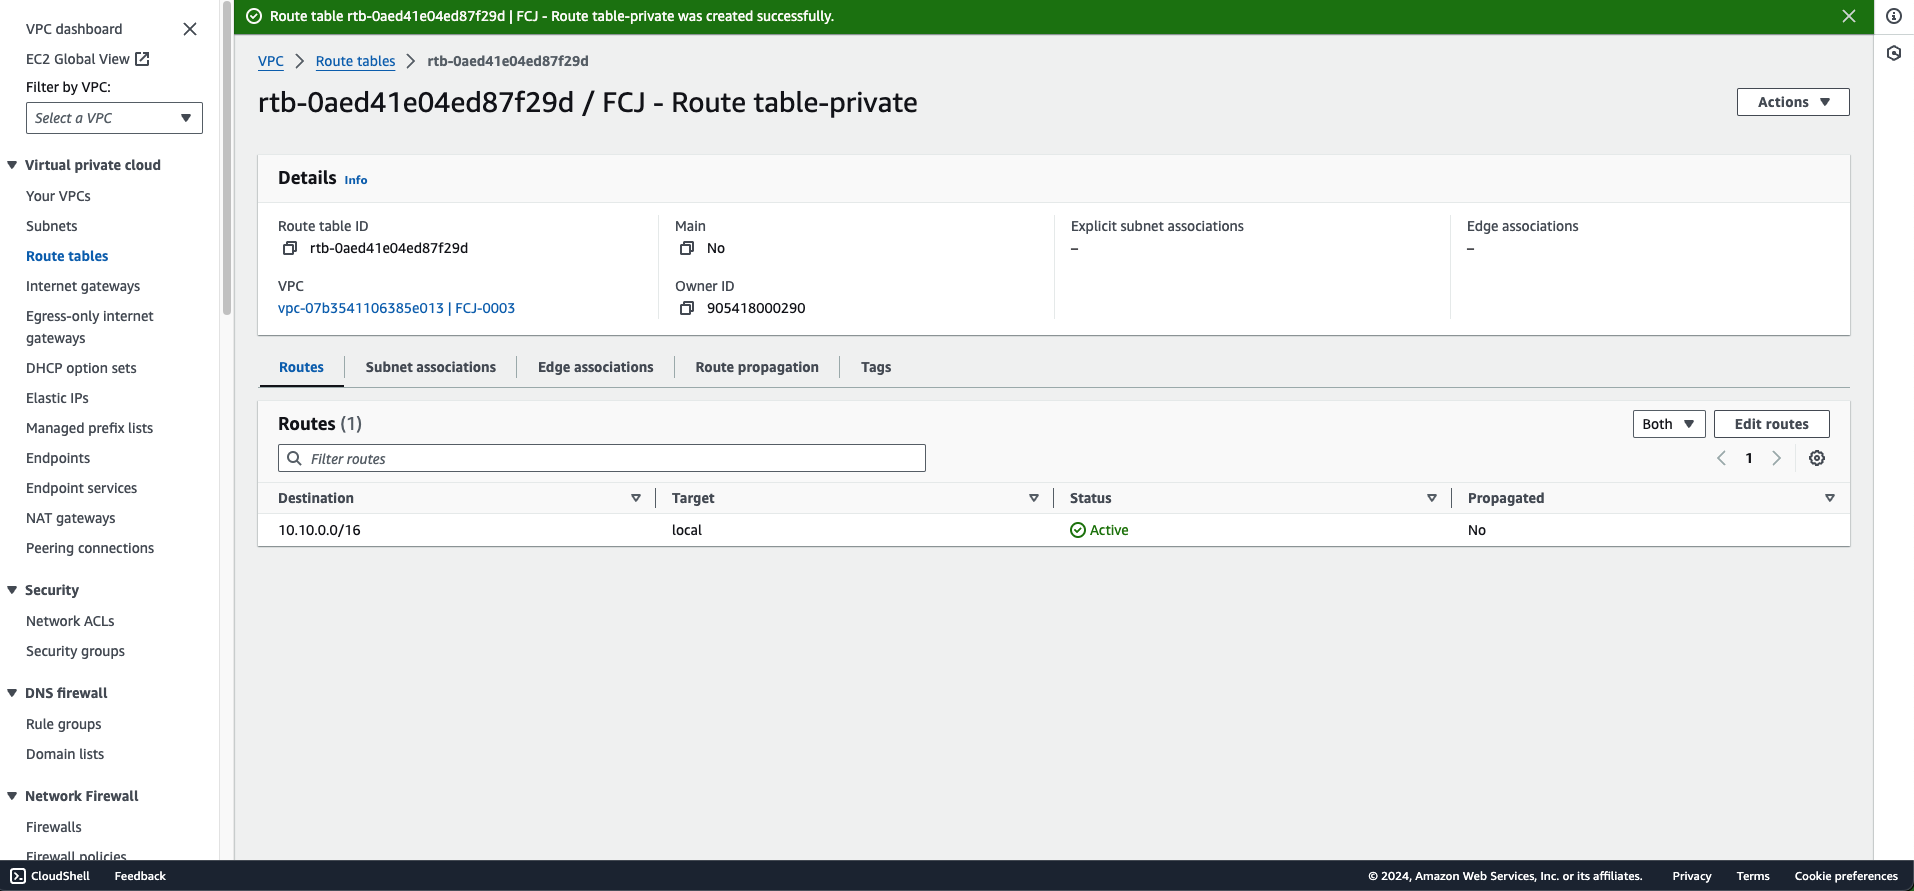 Route table rtb-0aed41e04ed87f29d | FCJ - Route table-private was created successfully.
VPC dashboard
EC2 Global View
Filter by VPC:
Select a VPC
Virtual private cloud
Your VPCs
Subnets
Route tables
Internet gateways
Egress-only internet
gateways
DHCP option sets
Elastic IPs
Managed prefix lists
Endpoints
Endpoint services
NAT gateways
Peering connections
Security
Network ACLs
Security groups
DNS firewall
Rule groups
Domain lists
Network Firewall
Firewalls
Firewall policies
VPC > Route tables > rtb-0aed41e04ed87f29d
rtb-0aed41e04ed87f29d / FCJ - Route table-private
Actions
Details Info
Route table ID
rtb-0aed41e04ed87f29d
Main
No
Explicit subnet associations
–
Edge associations
–
VPC
vpc-07b3541106385e013 | FCJ-0003
Owner ID
905418000290
Routes Subnet associations Edge associations Route propagation Tags
Routes (1)
Both Edit routes
Filter routes
1
Destination Target Status Propagated
10.10.0.0/16 local Active No
CloudShell Feedback © 2024, Amazon Web Services, Inc. or its affiliates. Privacy Terms Cookie preferences